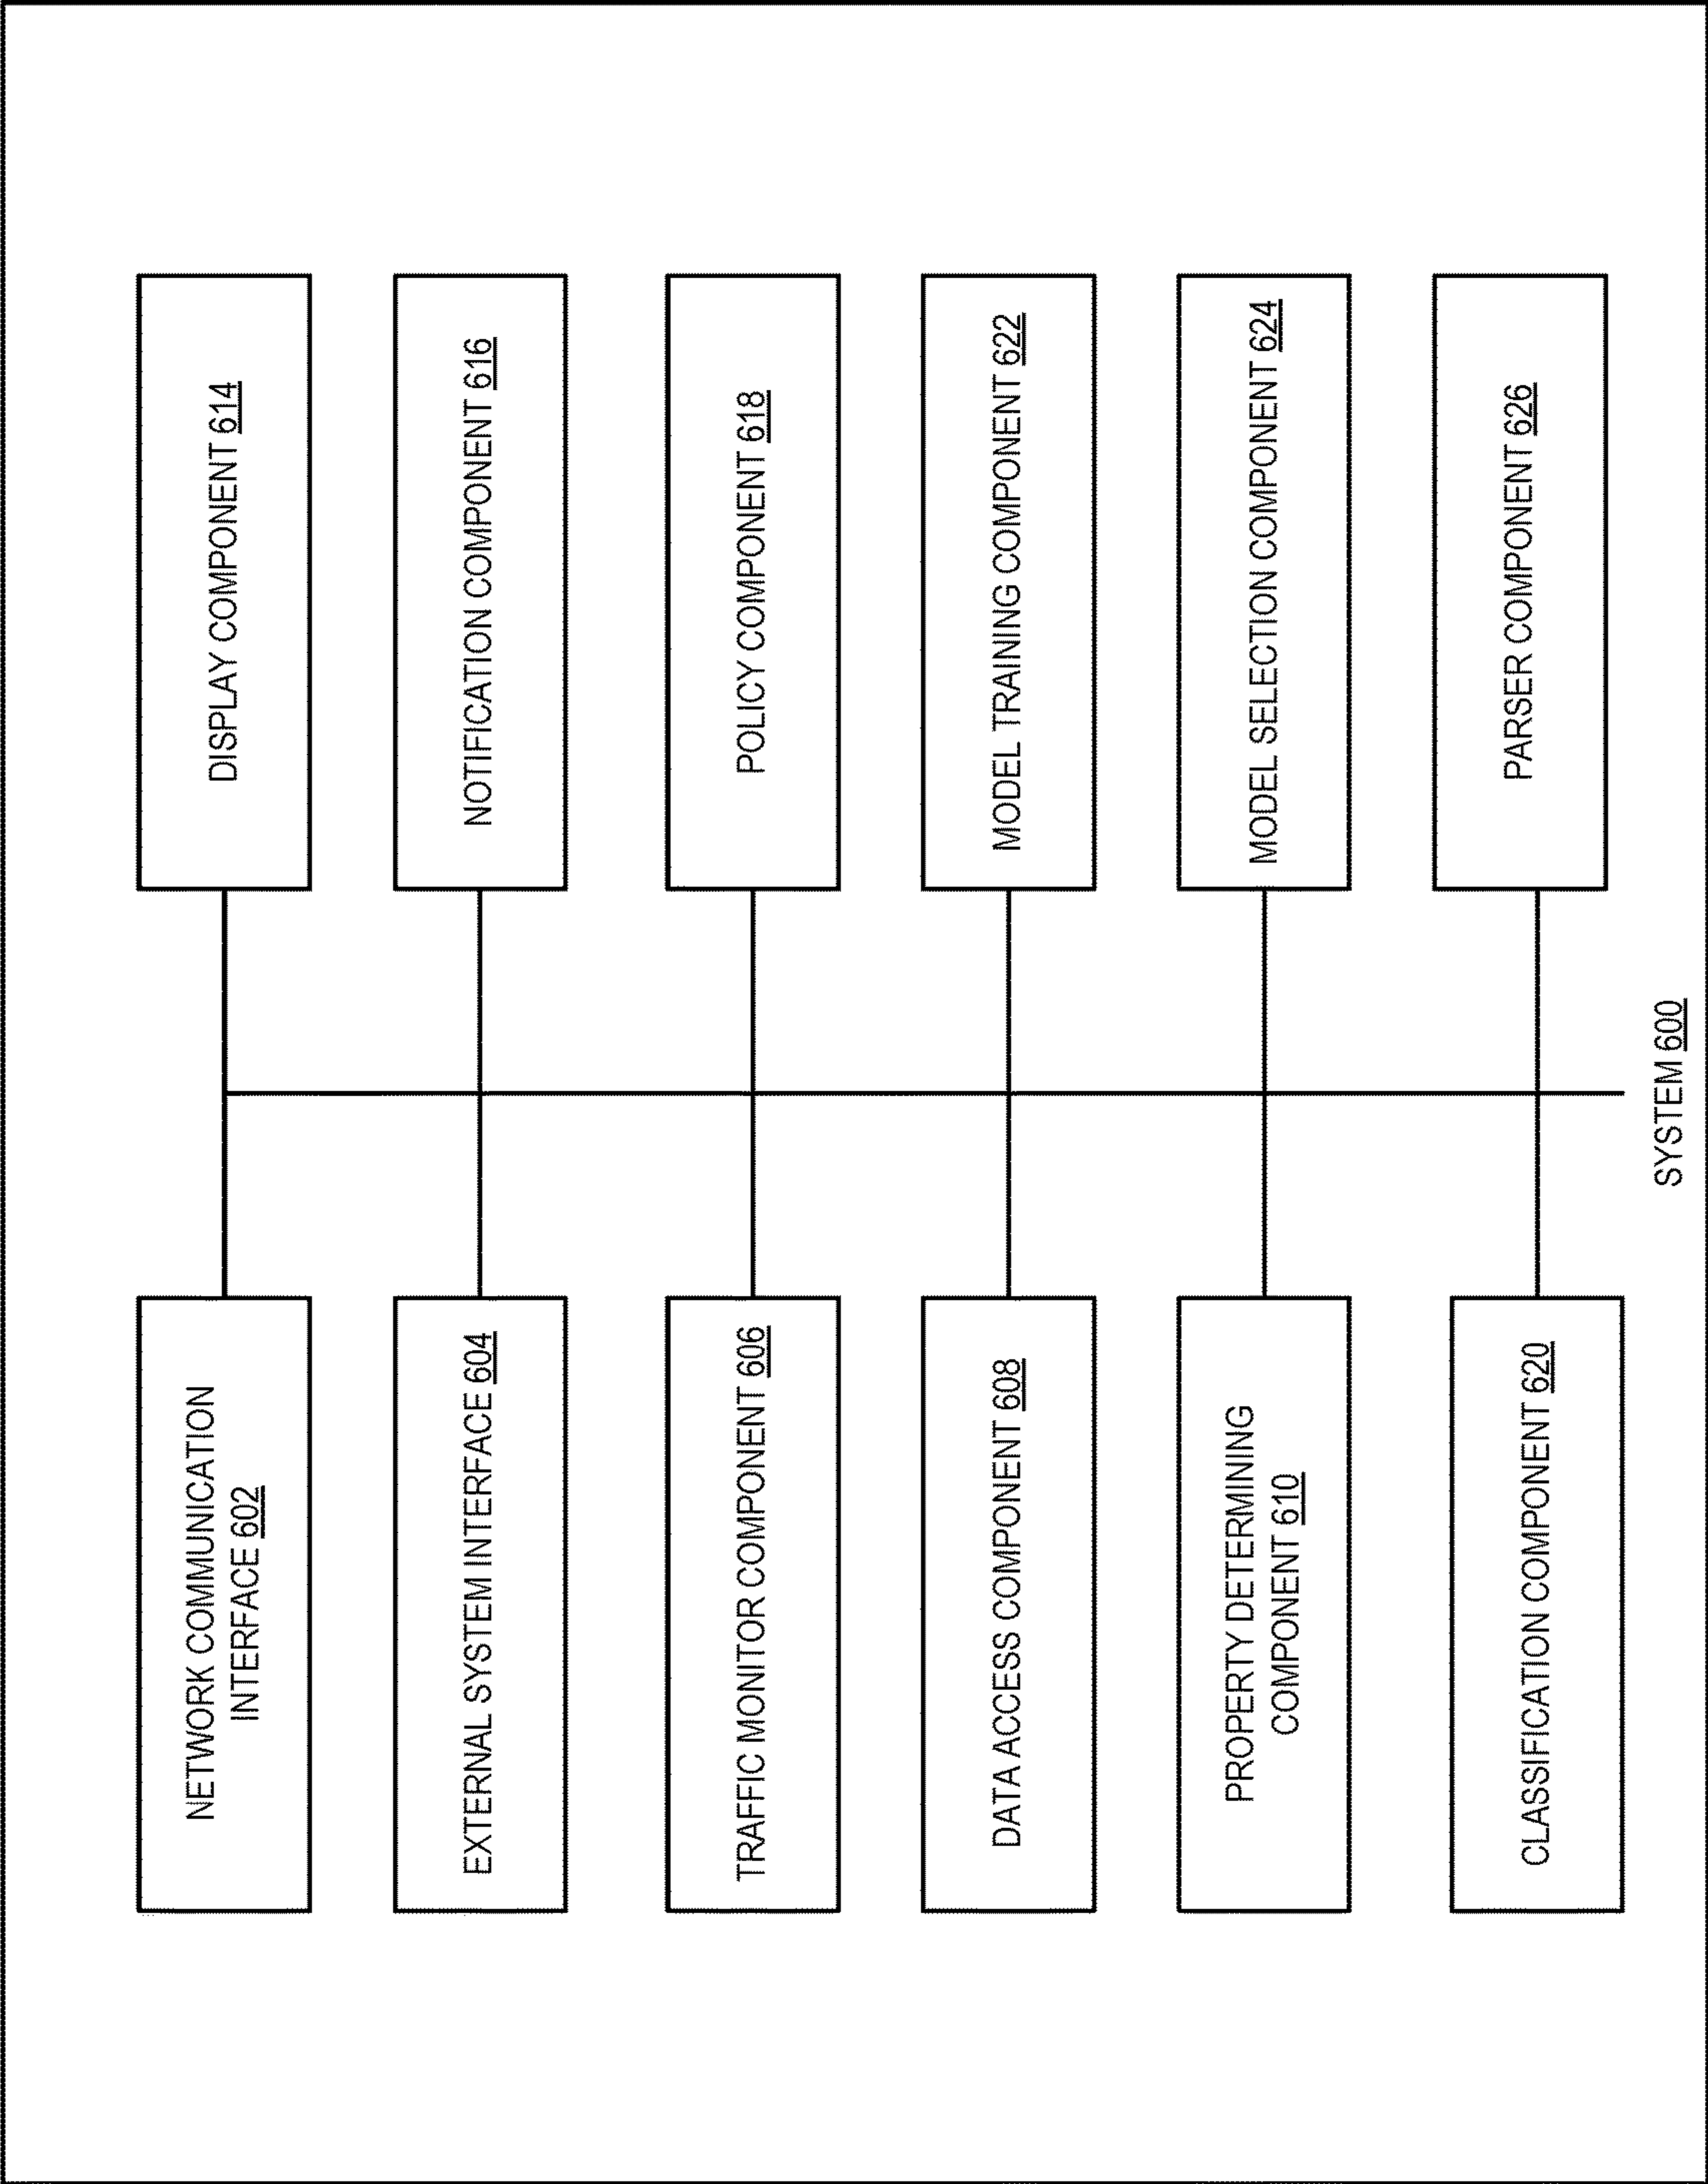 NETWORK COMMUNICATION
INTERFACE 602
DISPLAY COMPONENT 614
EXTERNAL SYSTEM INTERFACE 604
NOTIFICATION COMPONENT 616
TRAFFIC MONITOR COMPONENT 606
POLICY COMPONENT 618
DATA ACCESS COMPONENT 608
MODEL TRAINING COMPONENT 622
PROPERTY DETERMINING
COMPONENT 610
MODEL SELECTION COMPONENT 624
CLASSIFICATION COMPONENT 620
PARSER COMPONENT 626
SYSTEM 600